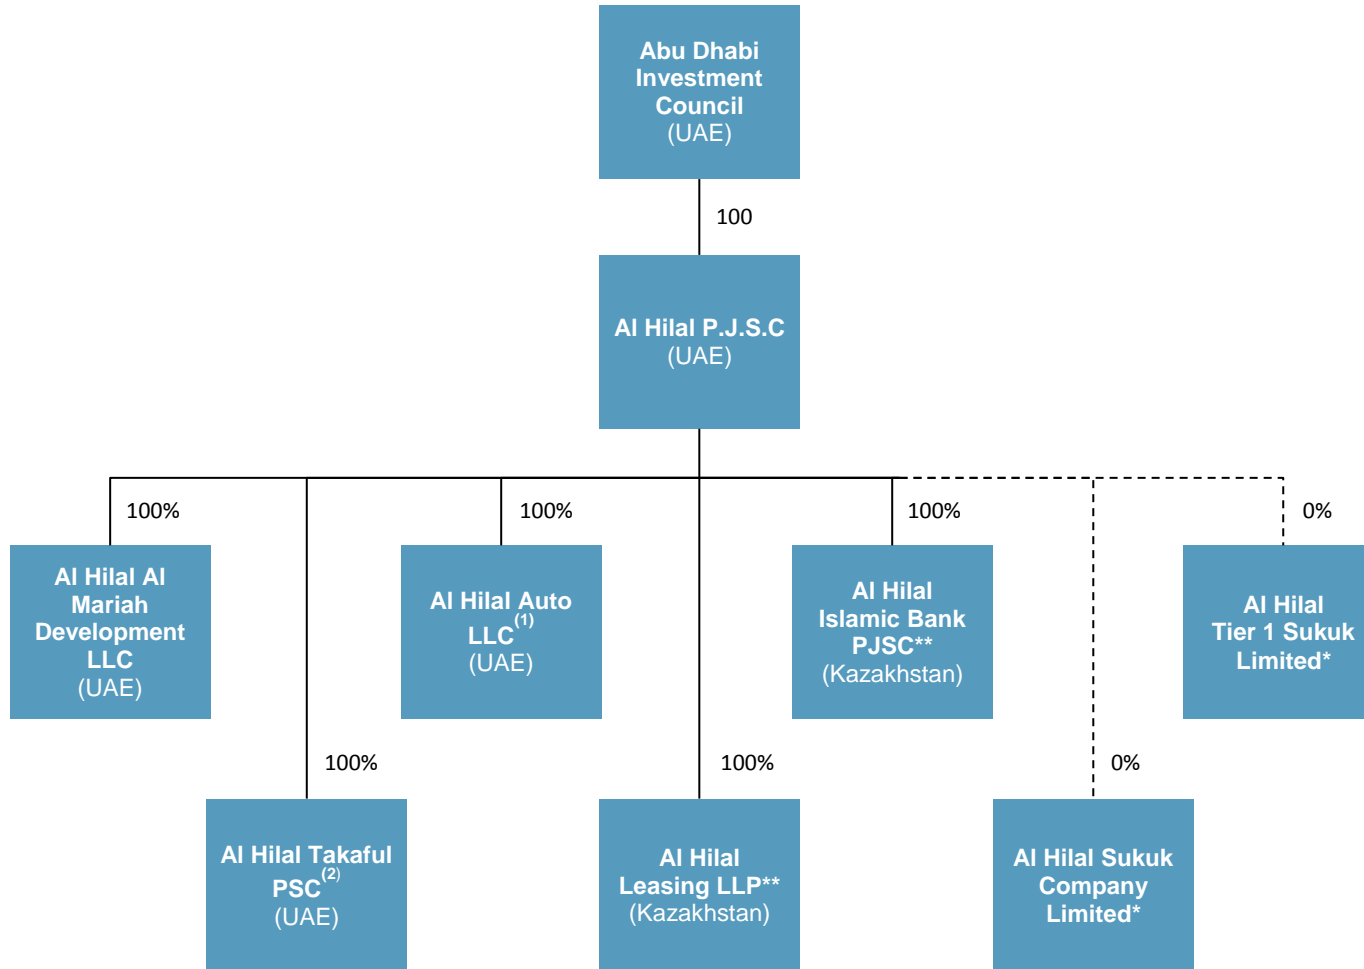 Abu Dhabi
Investment
Council
(UAE)
100
Al Hilal P.J.S.C
(UAE)
100%
100%
100%
0%
Al Hilal Al
Mariah
Development
LLC
(UAE)
Al Hilal Auto
LLC(1)
(UAE)
Al Hilal
Islamic Bank
PJSC**
(Kazakhstan)
Al Hilal
Tier 1 Sukuk
Limited*
100%
100%
0%
Al Hilal Takaful
PSC(2)
(UAE)
Al Hilal
Leasing LLP**
(Kazakhstan)
Al Hilal Sukuk
Company
Limited*